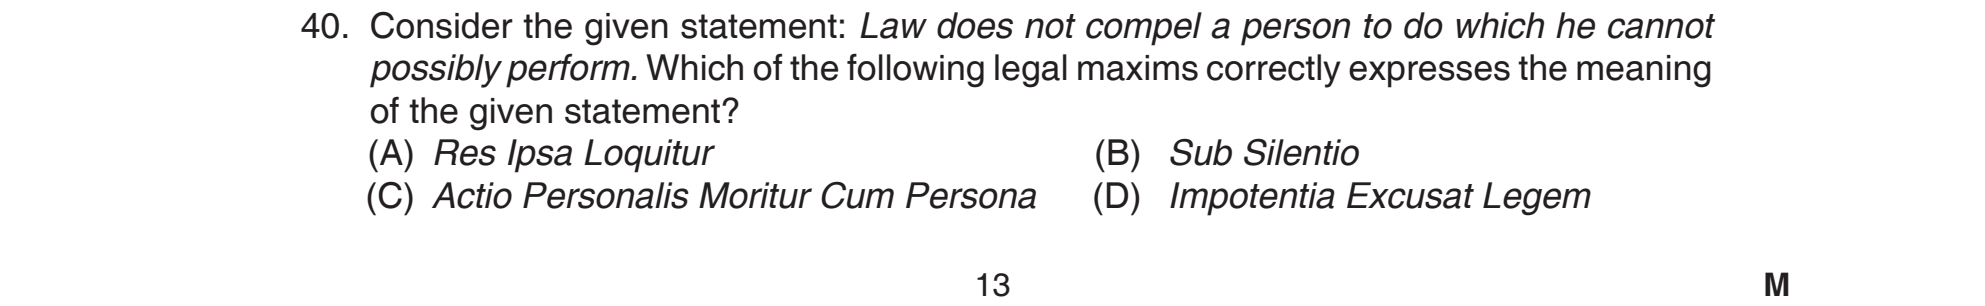 40. Consider the given statement: Law does not compel a person to do which he cannot
possibly perform. Which of the following legal maxims correctly expresses the meaning
of the given statement?
(A) Res Ipsa Loquitur (B) Sub Silentio
(C) Actio Personalis Moritur Cum Persona (D) Impotentia Excusat Legem
13 M